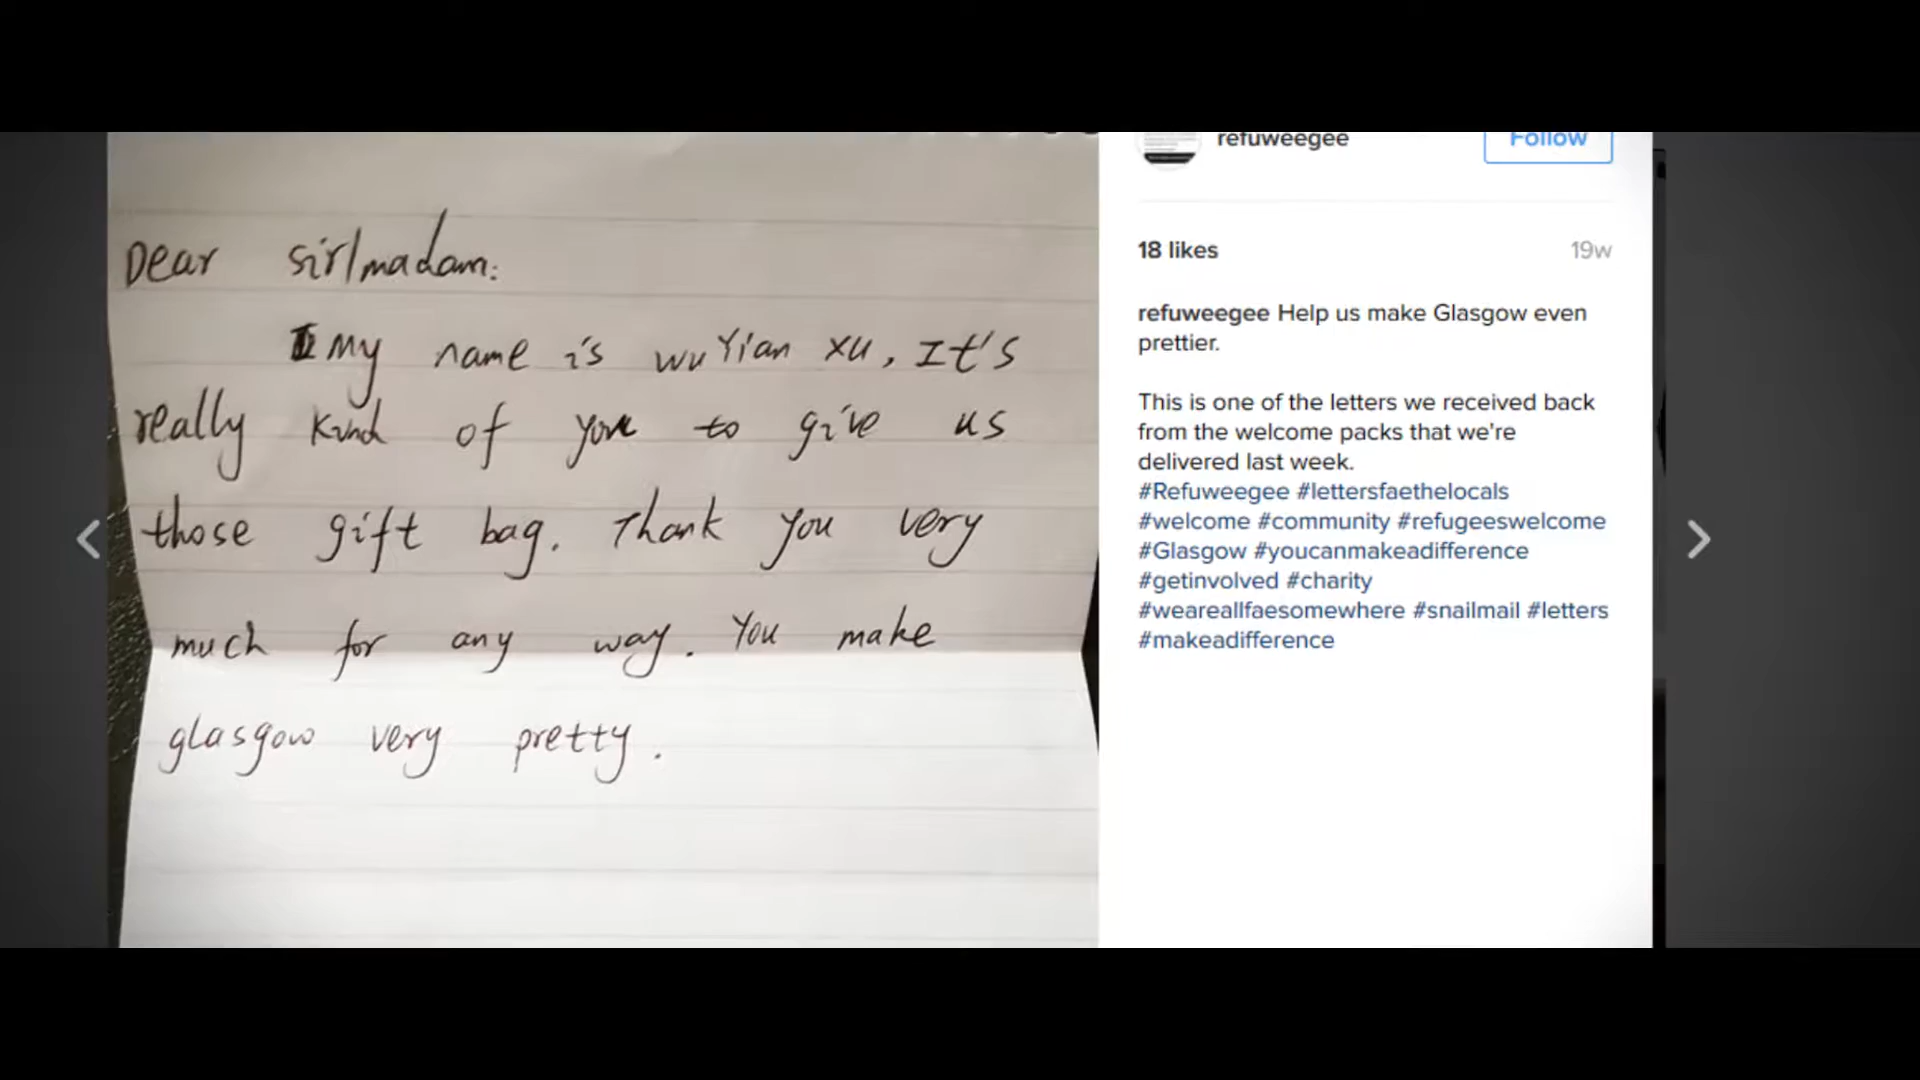 Dear sir/madam:
My name is wu Yian xu, It's
really kind of you to give us
those gift bag. Thank you very
much for any way. You make
glasgow very pretty.
refuweegee
Follow
18 likes
19w
refuweegee Help us make Glasgow even
prettier.
This is one of the letters we received back
from the welcome packs that we're
delivered last week.
#Refuweegee #lettersfaethelocals
#welcome #community #refugeeswelcome
#Glasgow #youcanmakeadifference
#getinvolved #charity
#weareallfaesomewhere #snailmail #letters
#makeadifference